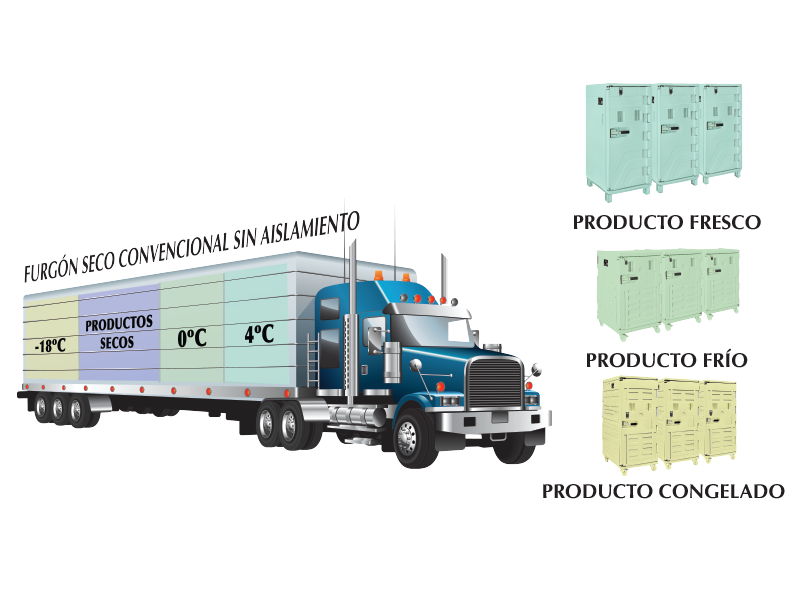 FURGÓN SECO CONVENCIONAL SIN AISLAMIENTO
-18ºC
PRODUCTOS
SECOS
0ºC
4ºC
PRODUCTO FRESCO
PRODUCTO FRÍO
PRODUCTO CONGELADO